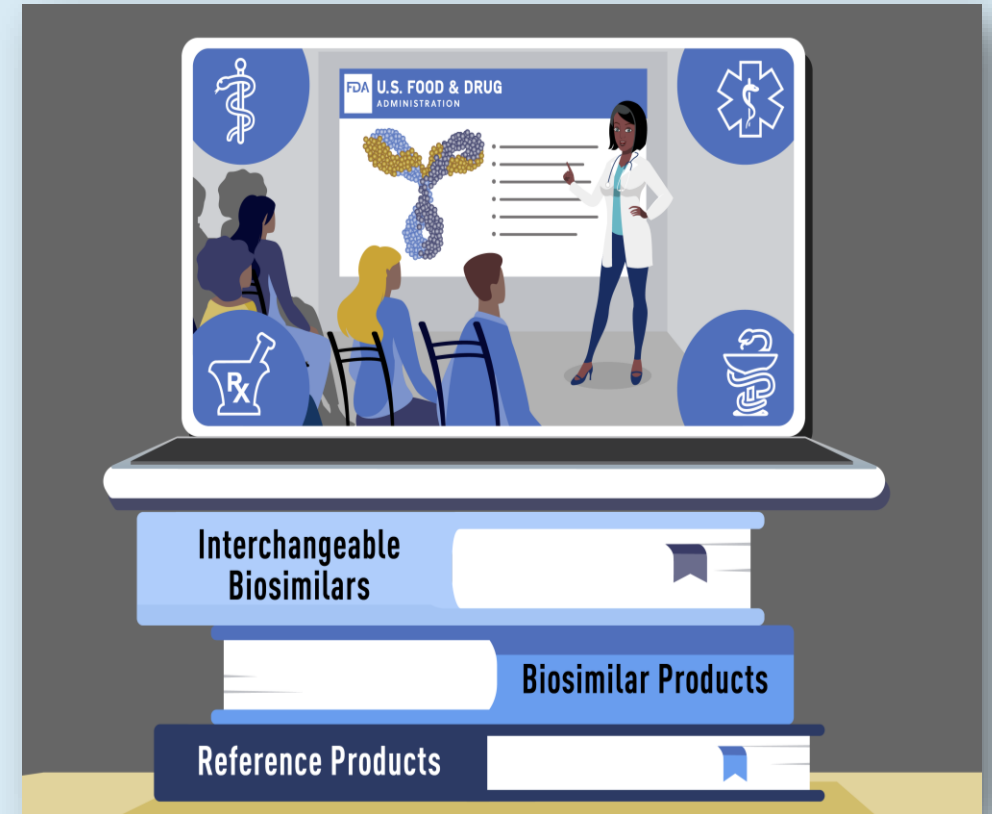 FDA U.S. FOOD & DRUG
ADMINISTRATION
Rx
Interchangeable
Biosimilars
Biosimilar Products
Reference Products